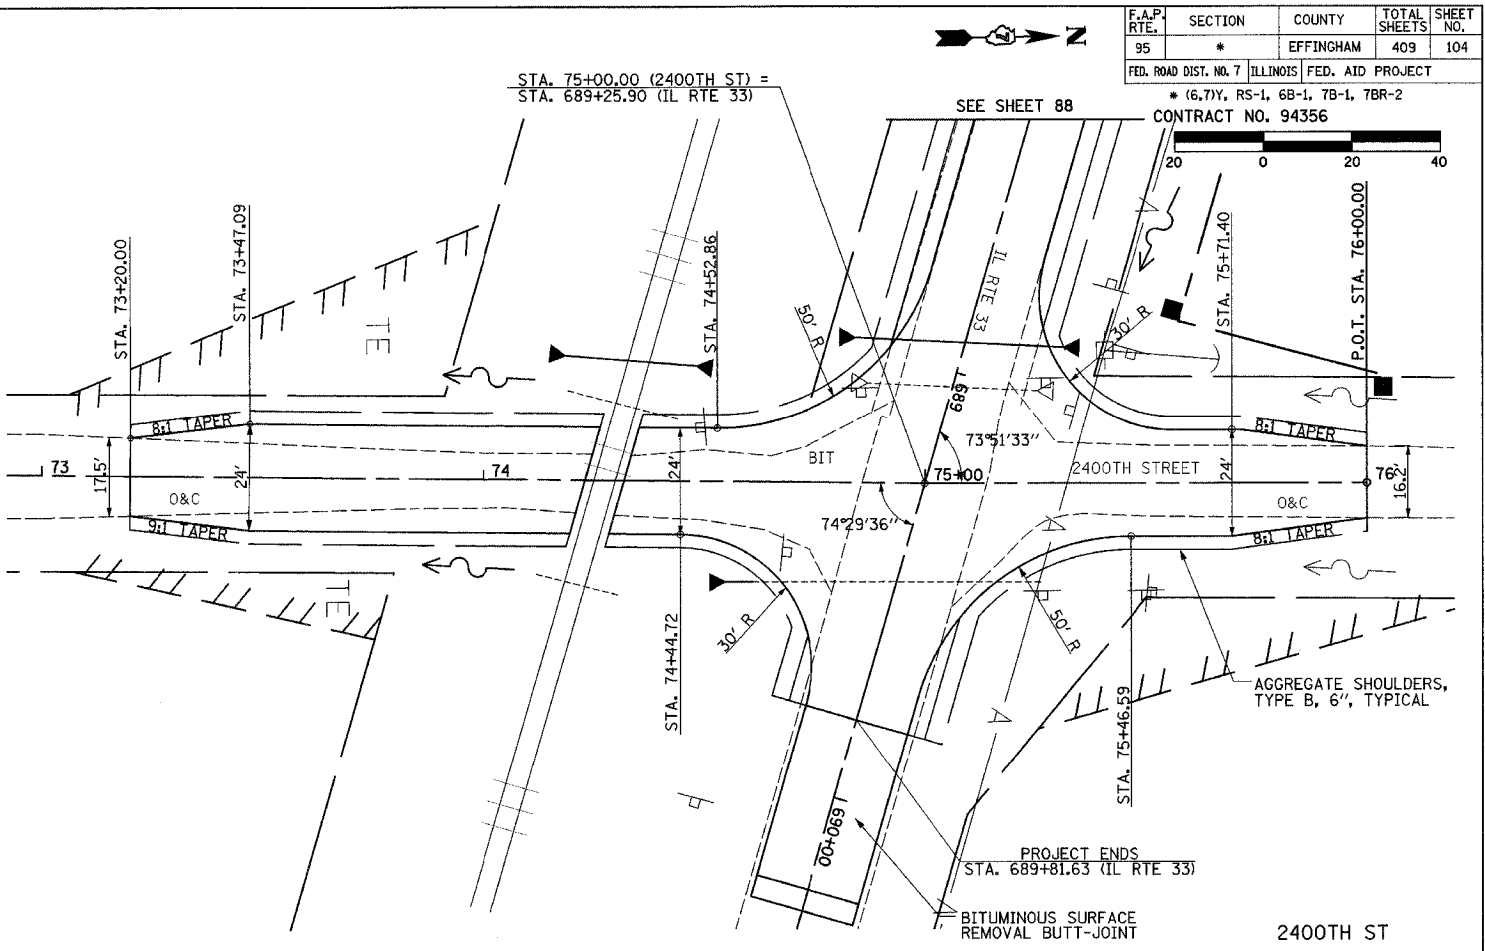 F.A.P. RTE.
SECTION
COUNTY
TOTAL SHEETS
SHEET NO.
95
*
EFFINGHAM
409
104
FED. ROAD DIST. NO. 7
ILLINOIS
FED. AID PROJECT
* (6,7)Y, RS-1, 6B-1, 7B-1, 7BR-2
CONTRACT NO. 94356
20 0 20 40
N
STA. 75+00.00 (2400TH ST) =
STA. 689+25.90 (IL RTE 33)
SEE SHEET 88
STA. 73+20.00
STA. 73+47.09
STA. 74+52.86
STA. 75+71.40
P.O.T. STA. 76+00.00
TE
50' R
IL RTE 33
30' R
8:1 TAPER
8:1 TAPER
689
73°51'33"
BIT
73
17.5'
24'
74
24'
75+00
2400TH STREET
24'
76
16.2'
O&C
O&C
9:1 TAPER
74°29'36"
8:1 TAPER
TE
30' R
50' R
STA. 74+44.72
STA. 75+46.59
AGGREGATE SHOULDERS,
TYPE B, 6", TYPICAL
690+00
PROJECT ENDS
STA. 689+81.63 (IL RTE 33)
BITUMINOUS SURFACE
REMOVAL BUTT-JOINT
2400TH ST